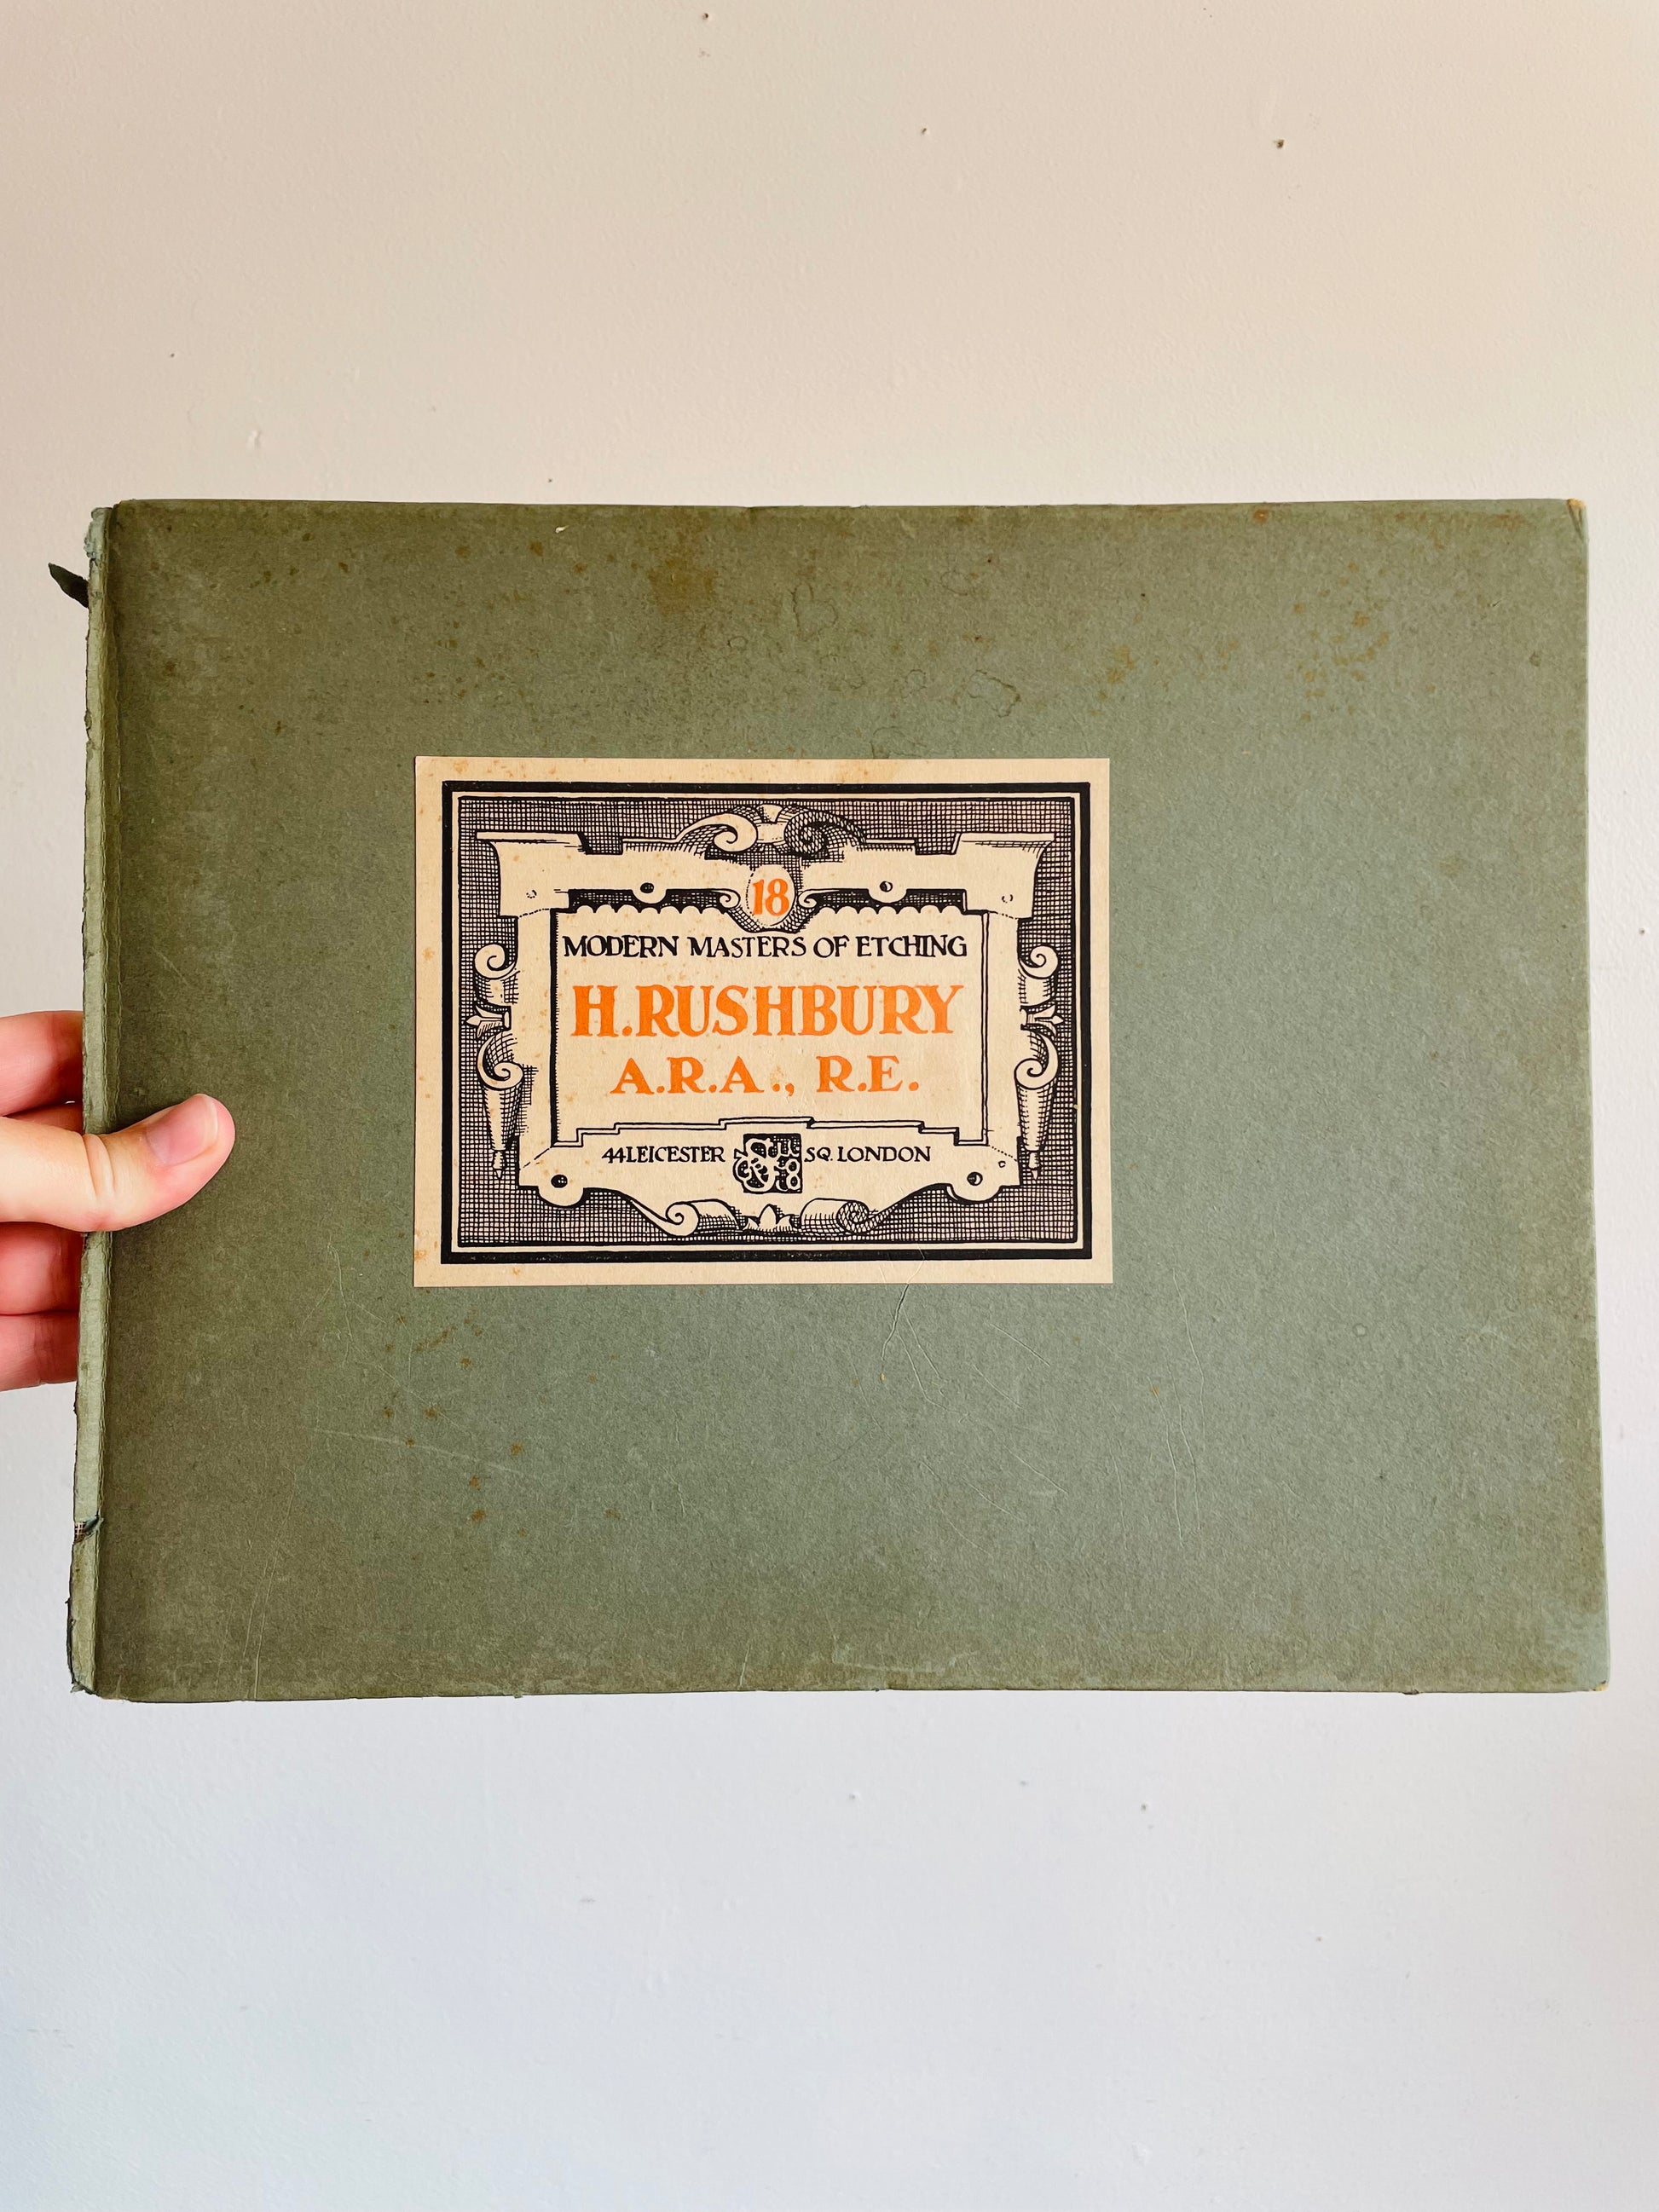 18
MODERN MASTERS OF ETCHING
H. RUSHBURY
A.R.A., R.E.
44 LEICESTER SQ. LONDON